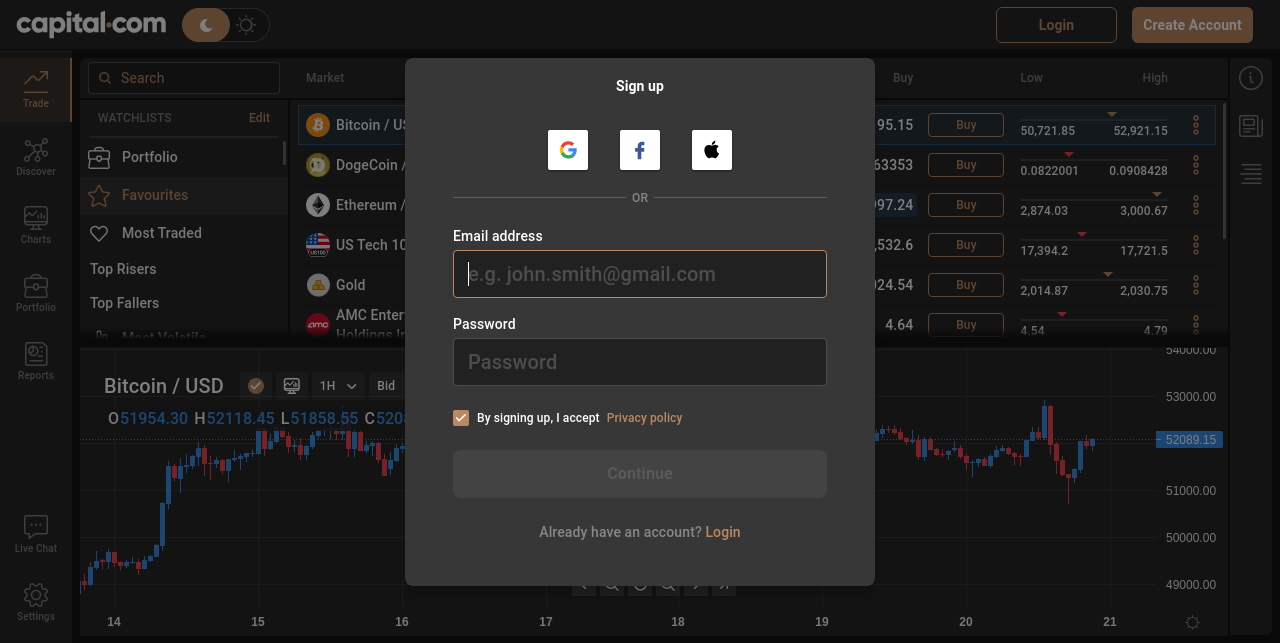 capital.com
Login
Create Account
Trade
Discover
Charts
Portfolio
Reports
Live Chat
Settings
Search
WATCHLISTS
Edit
Portfolio
Favourites
Most Traded
Top Risers
Top Fallers
Most Volatile
Market
Buy
Low
High
Bitcoin / US
95.15
Buy
50,721.85
52,921.15
DogeCoin /
63353
Buy
0.0822001
0.0908428
Ethereum /
97.24
Buy
2,874.03
3,000.67
US100
US Tech 10
,532.6
Buy
17,394.2
17,721.5
Gold
24.54
Buy
2,014.87
2,030.75
amc
AMC Enter
Holdings In
4.64
Buy
4.54
4.79
Sign up
OR
Email address
e.g. john.smith@gmail.com
Password
Password
By signing up, I accept Privacy policy
Continue
Already have an account? Login
Bitcoin / USD
1H
Bid
O51954.30 H52118.45 L51858.55 C520
54000.00
53000.00
52089.15
51000.00
50000.00
49000.00
14
15
16
17
18
19
20
21